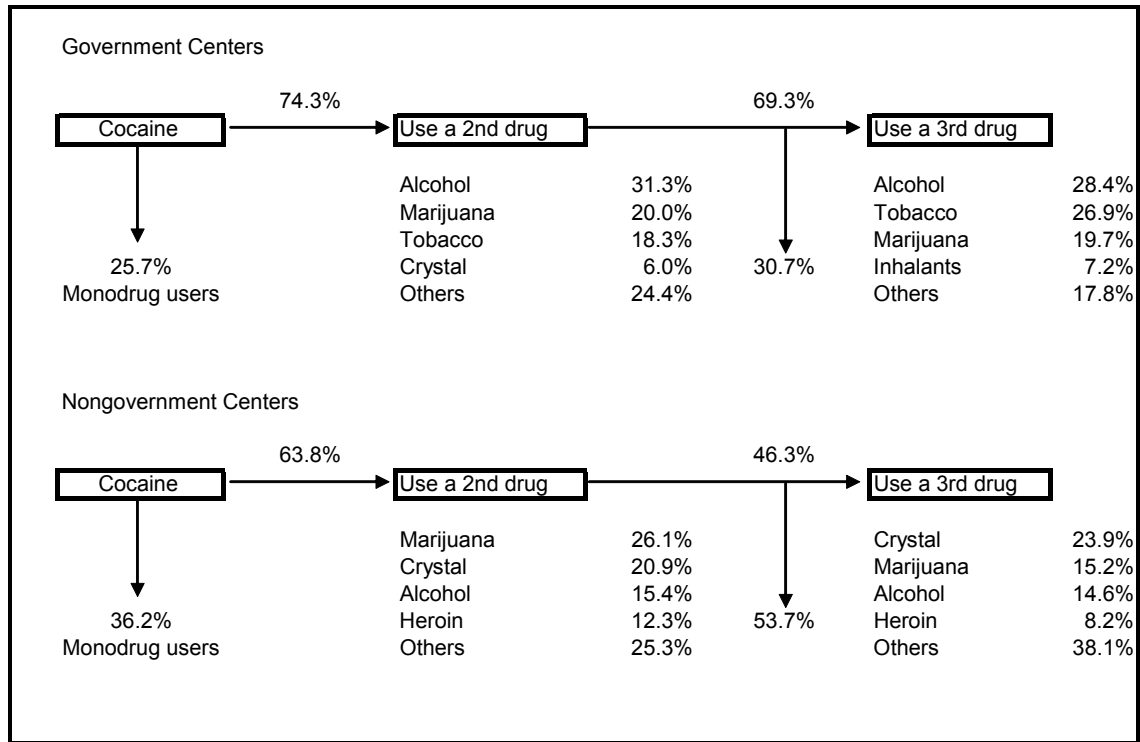 Government Centers
74.3% 69.3%
Cocaine Use a 2nd drug Use a 3rd drug
Alcohol 31.3% Alcohol 28.4%
Marijuana 20.0% Tobacco 26.9%
Tobacco 18.3% Marijuana 19.7%
25.7% Crystal 6.0% 30.7% Inhalants 7.2%
Monodrug users Others 24.4% Others 17.8%
Nongovernment Centers
63.8% 46.3%
Cocaine Use a 2nd drug Use a 3rd drug
Marijuana 26.1% Crystal 23.9%
Crystal 20.9% Marijuana 15.2%
Alcohol 15.4% Alcohol 14.6%
36.2% Heroin 12.3% 53.7% Heroin 8.2%
Monodrug users Others 25.3% Others 38.1%